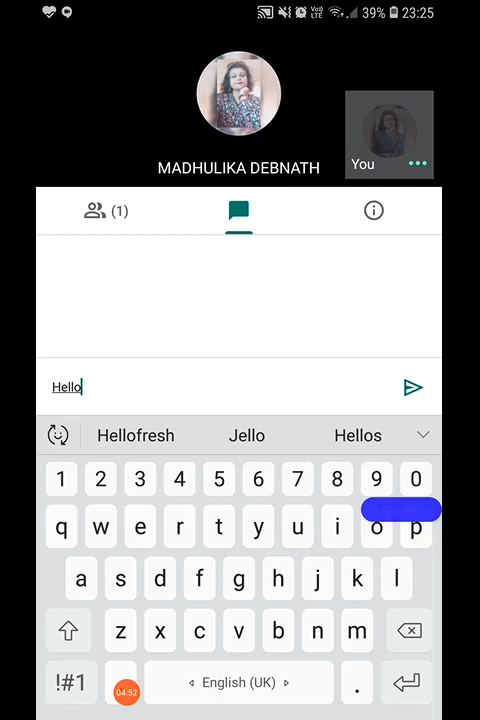 39% 23:25
MADHULIKA DEBNATH
You
(1)
Hello
Hellofresh Jello Hellos
1 2 3 4 5 6 7 8 9 0
q w e r t y u i o p
a s d f g h j k l
z x c v b n m
!#1 04:52 English (UK) .